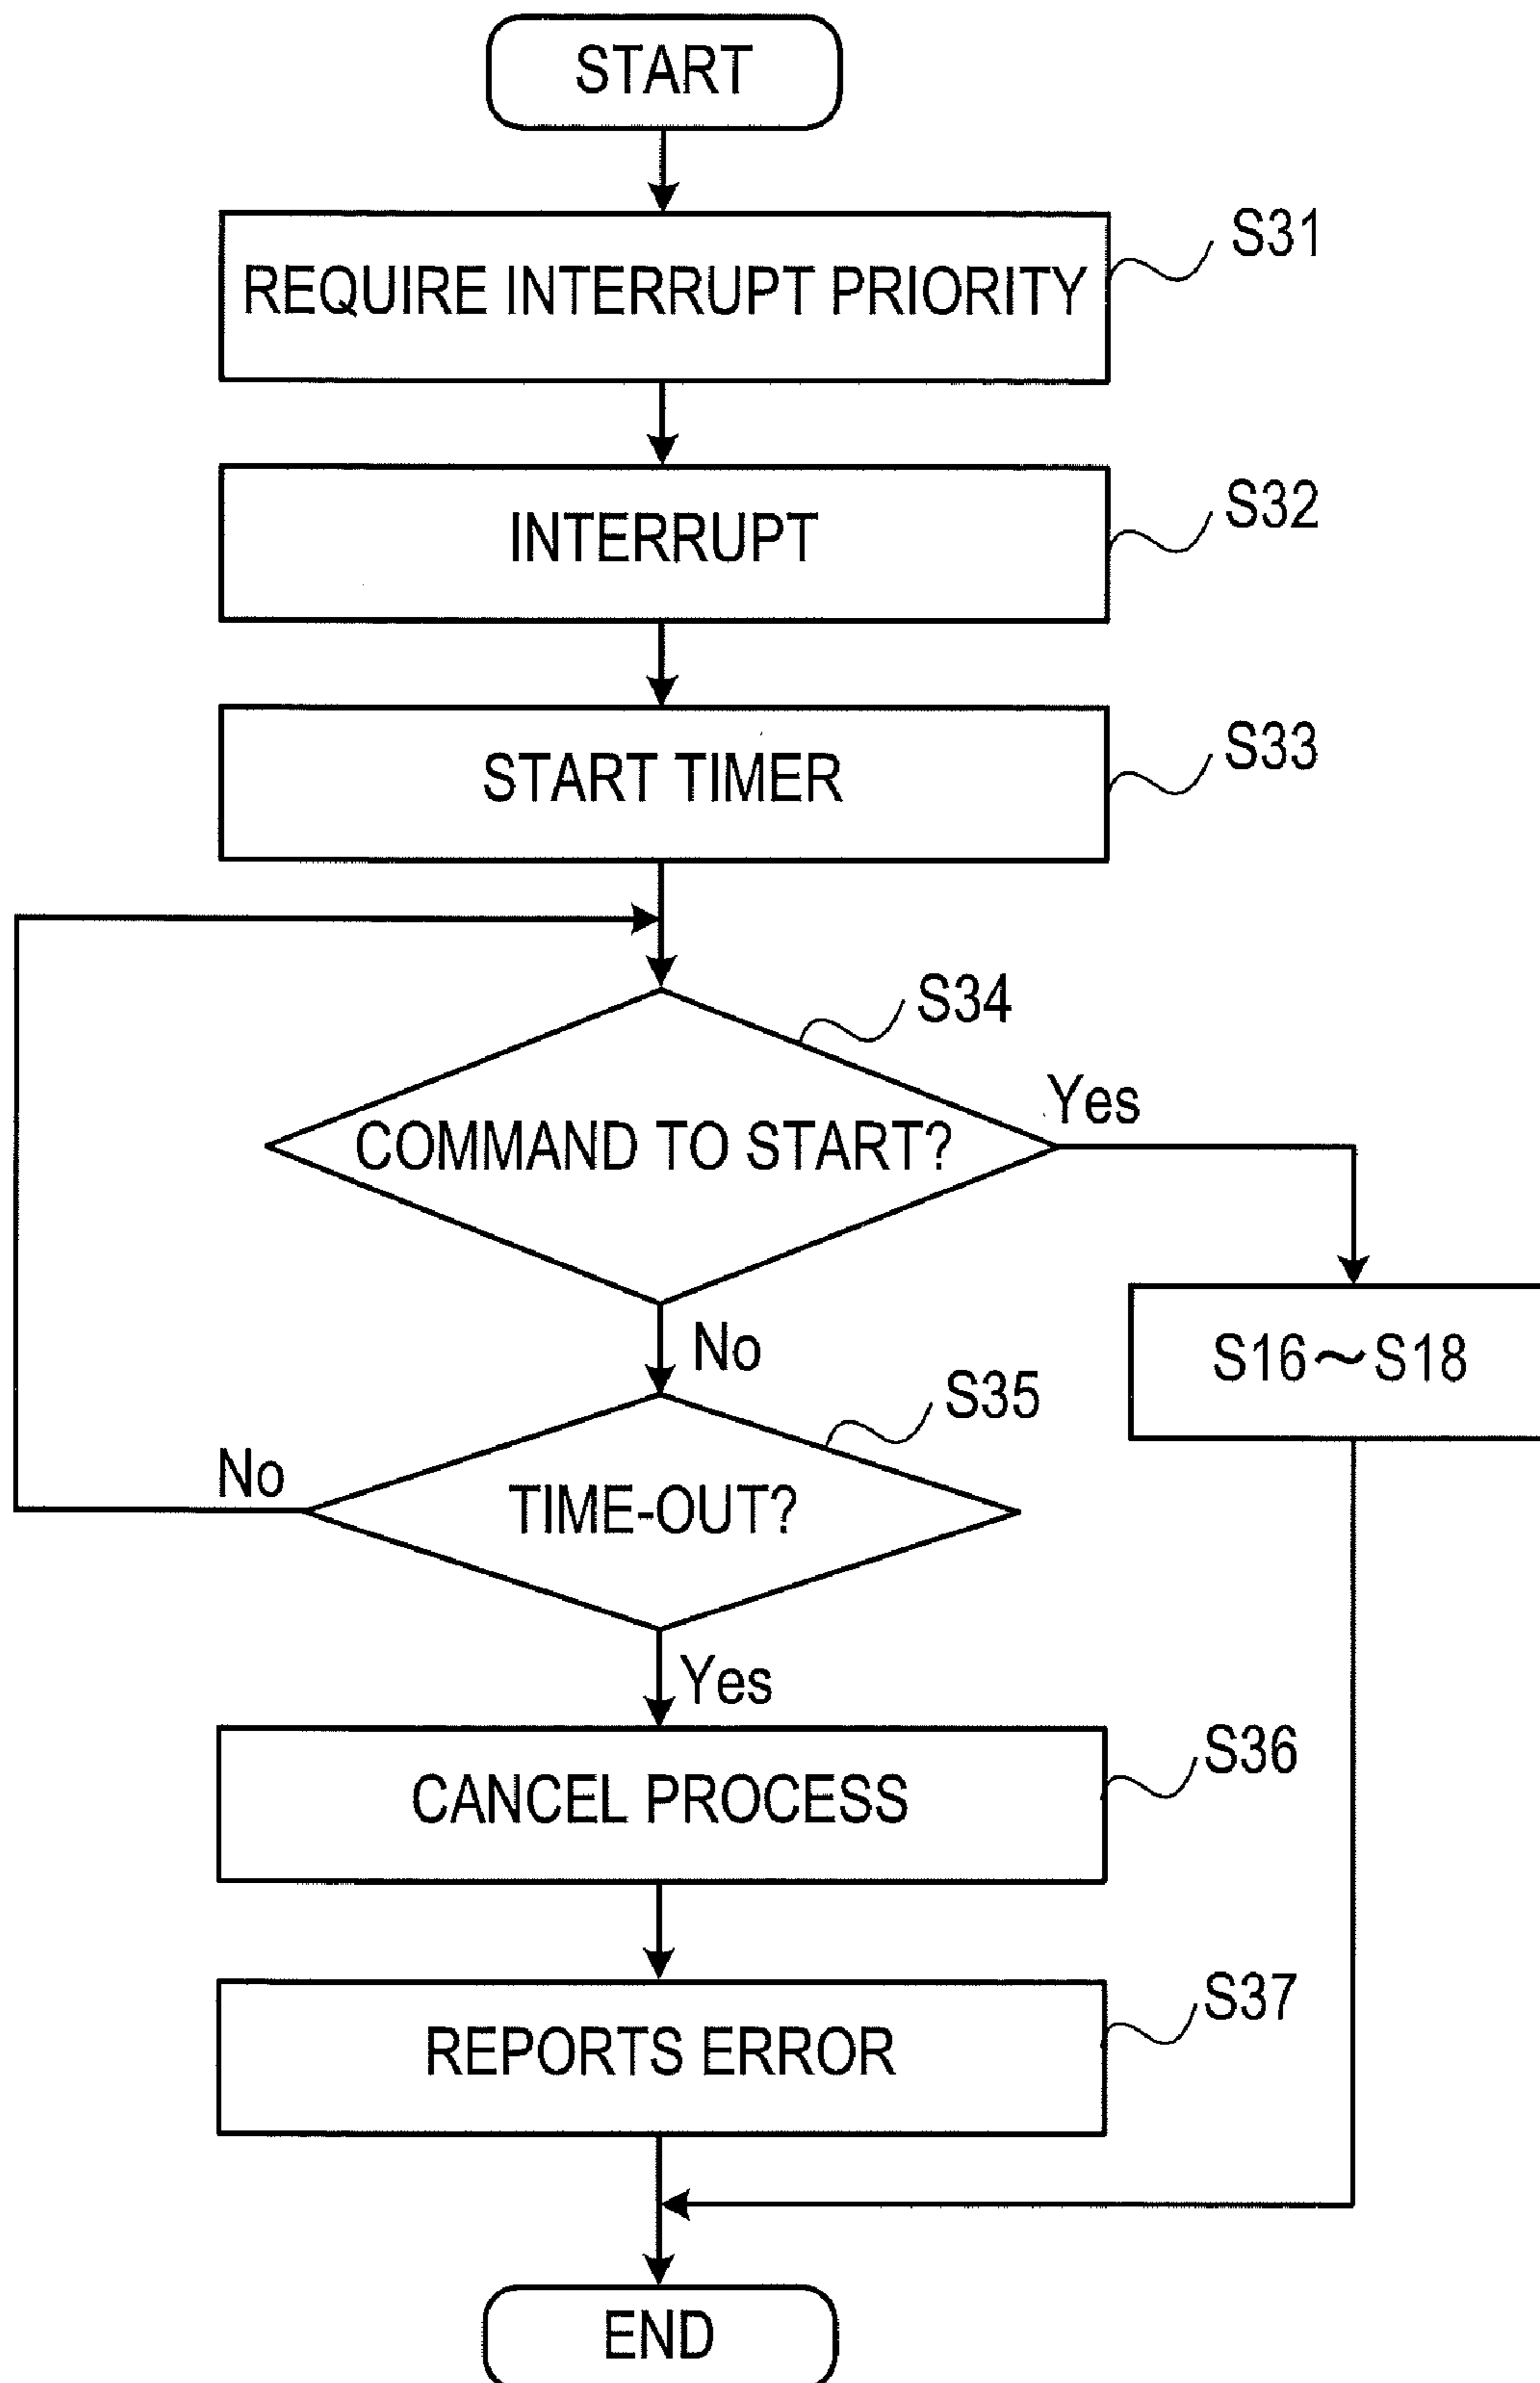 START
REQUIRE INTERRUPT PRIORITY
S31
INTERRUPT
S32
START TIMER
S33
S34
COMMAND TO START?
Yes
No
S16～S18
S35
No
TIME-OUT?
Yes
CANCEL PROCESS
S36
REPORTS ERROR
S37
END